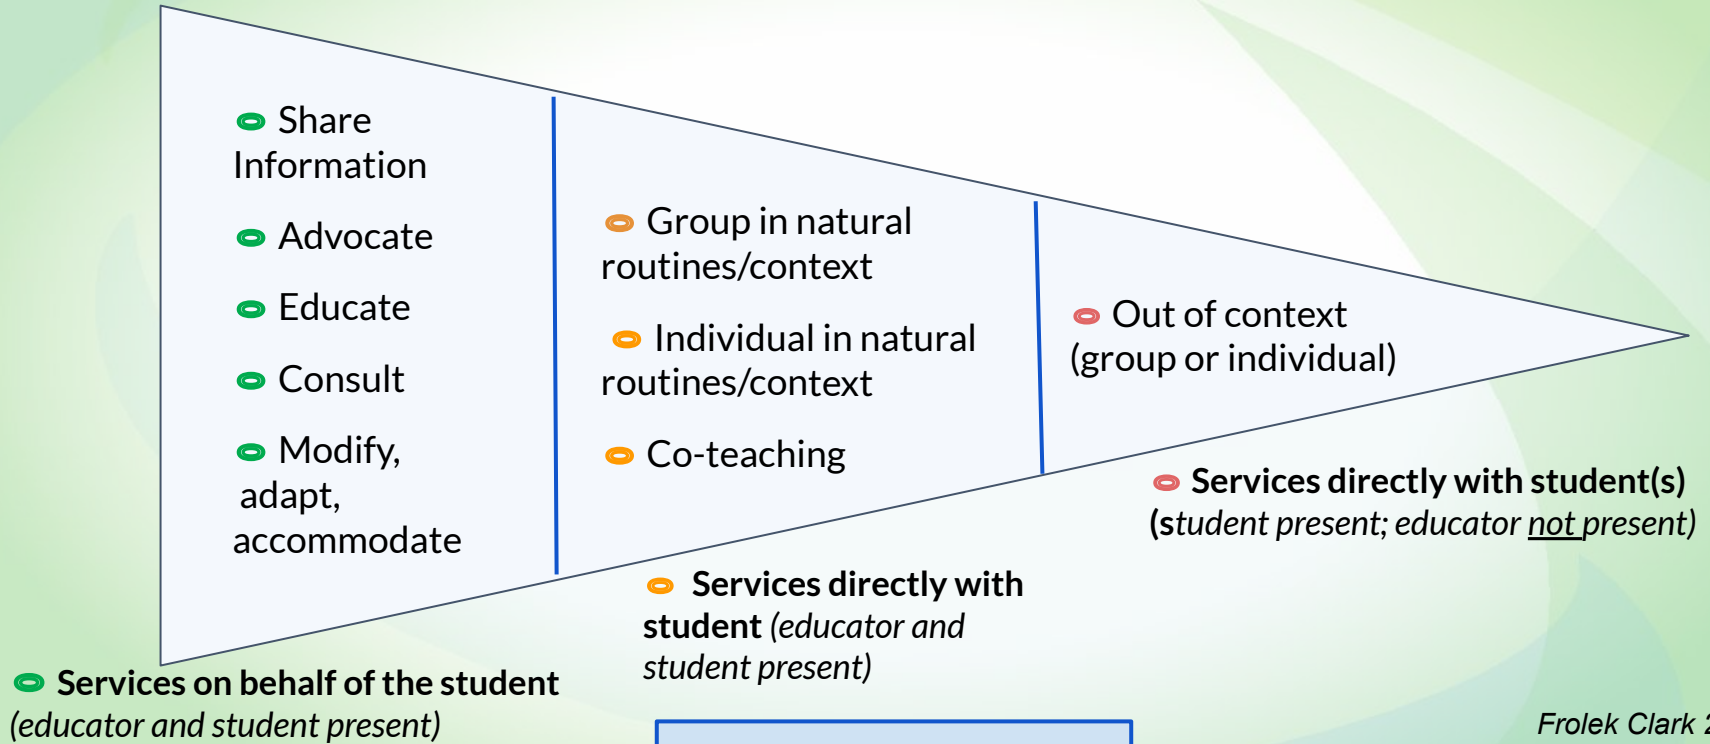 Share
Information
Advocate
Educate
Consult
Modify,
adapt,
accommodate
Group in natural
routines/context
Individual in natural
routines/context
Co-teaching
Out of context
(group or individual)
Services directly with student(s)
(student present; educator not present)
Services directly with
student (educator and
student present)
Services on behalf of the student
(educator and student present)
Frolek Clark